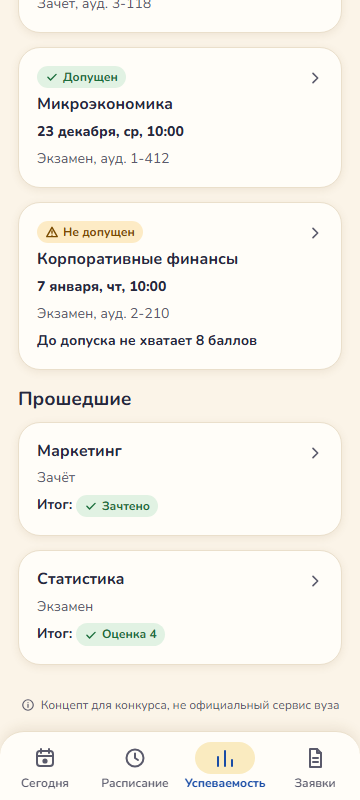 Зачёт, ауд. 3-118
Допущен
Микроэкономика
23 декабря, ср, 10:00
Экзамен, ауд. 1-412
Не допущен
Корпоративные финансы
7 января, чт, 10:00
Экзамен, ауд. 2-210
До допуска не хватает 8 баллов
Прошедшие
Маркетинг
Зачёт
Итог: Зачтено
Статистика
Экзамен
Итог: Оценка 4
Концепт для конкурса, не официальный сервис вуза
Сегодня Расписание Успеваемость Заявки